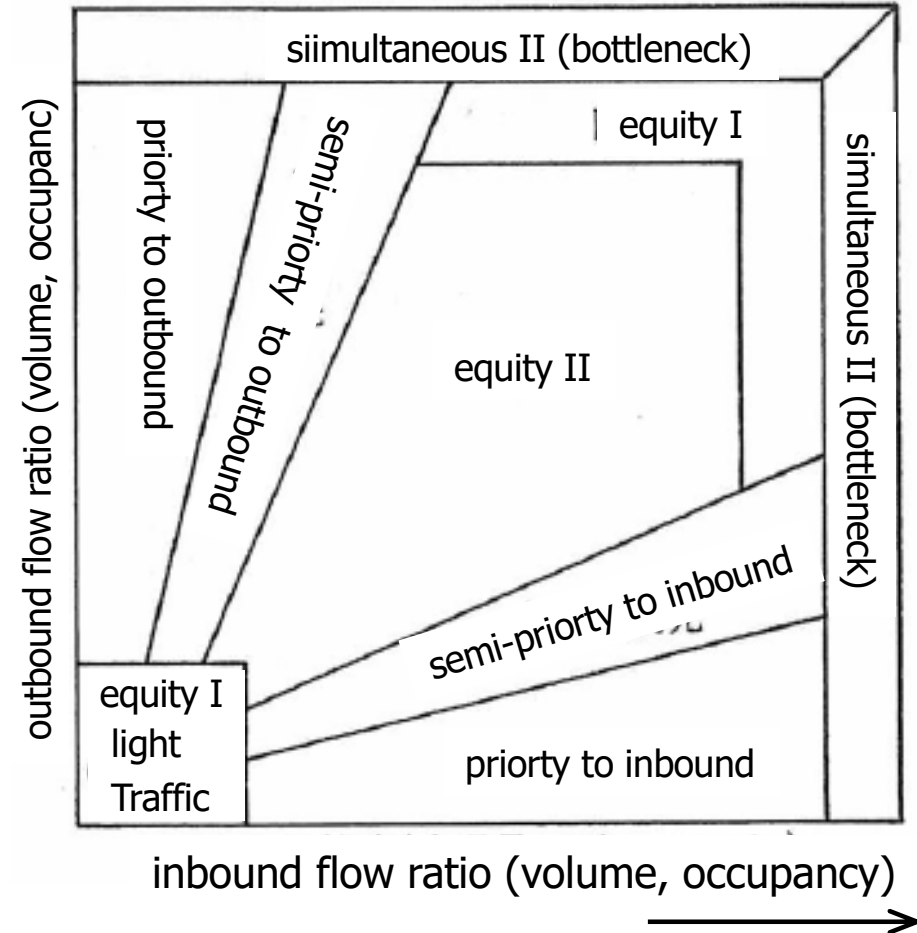 siimultaneous II (bottleneck)
equity I
priorty to outbound
semi-priorty to outbound
simultaneous II (bottleneck)
equity II
outbound flow ratio (volume, occupanc)
semi-priorty to inbound
equity I
light
Traffic
priorty to inbound
inbound flow ratio (volume, occupancy)